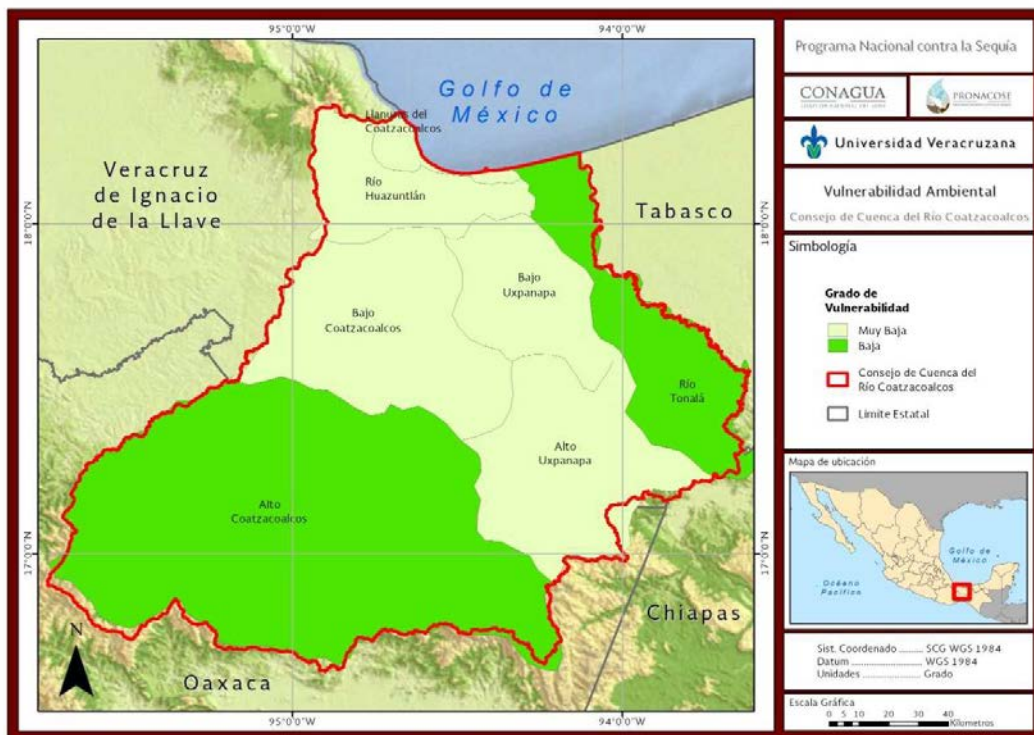 95°0'0"W
94°0'0"W
18°0'0"N
18°0'0"N
17°0'0"N
17°0'0"N
95°0'0"W
94°0'0"W
Golfo de
México
Llanuras del
Coatzacoalcos
Veracruz
de Ignacio
de la Llave
Río
Huazuntlán
Tabasco
Bajo
Uxpanapa
Bajo
Coatzacoalcos
Río
Tonalá
Alto
Uxpanapa
Alto
Coatzacoalcos
Chiapas
N
Oaxaca
Programa Nacional contra la Sequía
CONAGUA
PRONACOSE
Universidad Veracruzana
Vulnerabilidad Ambiental
Consejo de Cuenca del Río Coatzacoalcos
Simbología
Grado de
Vulnerabilidad
Muy Baja
Baja
Consejo de Cuenca del
Río Coatzacoalcos
Límite Estatal
Mapa de ubicación
Golfo de
México
Océano
Pacífico
Sist. Coordenado ........ SCG WGS 1984
Datum ........................ WGS 1984
Unidades .................... Grado
Escala Gráfica
0 5 10 20 30 40
Kilometros